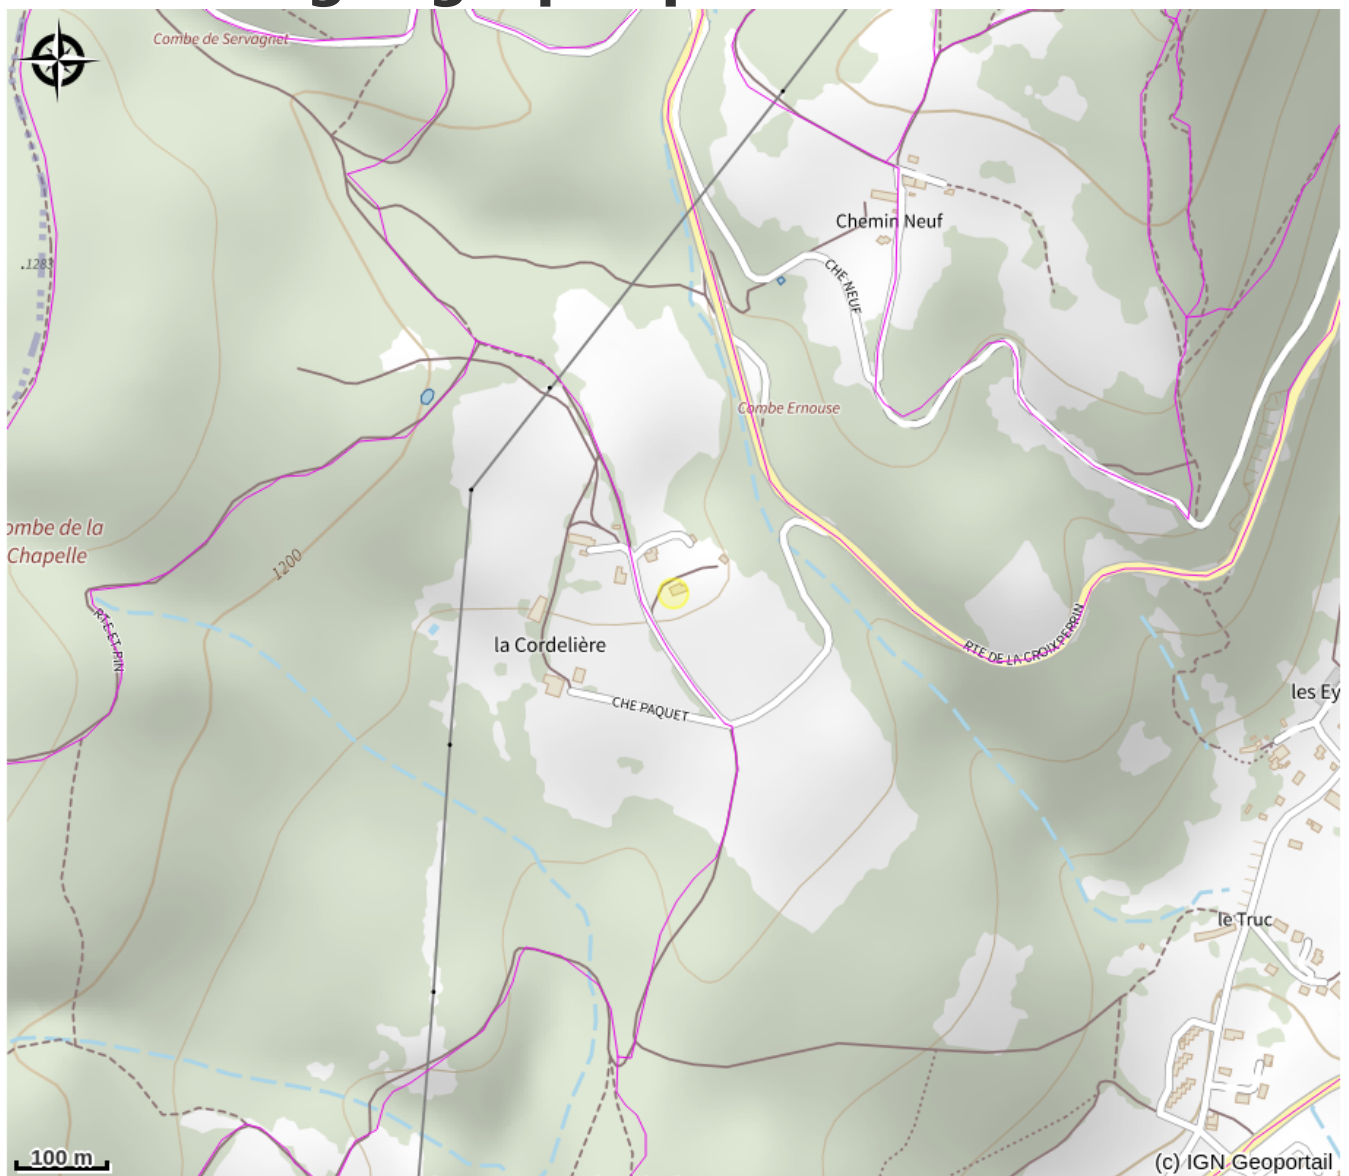 Combe de Servagnet
.1283
Chemin Neuf
CHE NEUF
Combe Ernouse
ombe de la
Chapelle
1200
RTE ET PIN
la Cordelière
CHE PAQUET
RTE DE LA CROIX PERRIN
les Ey
le Truc
100 m
(c) IGN Geoportail